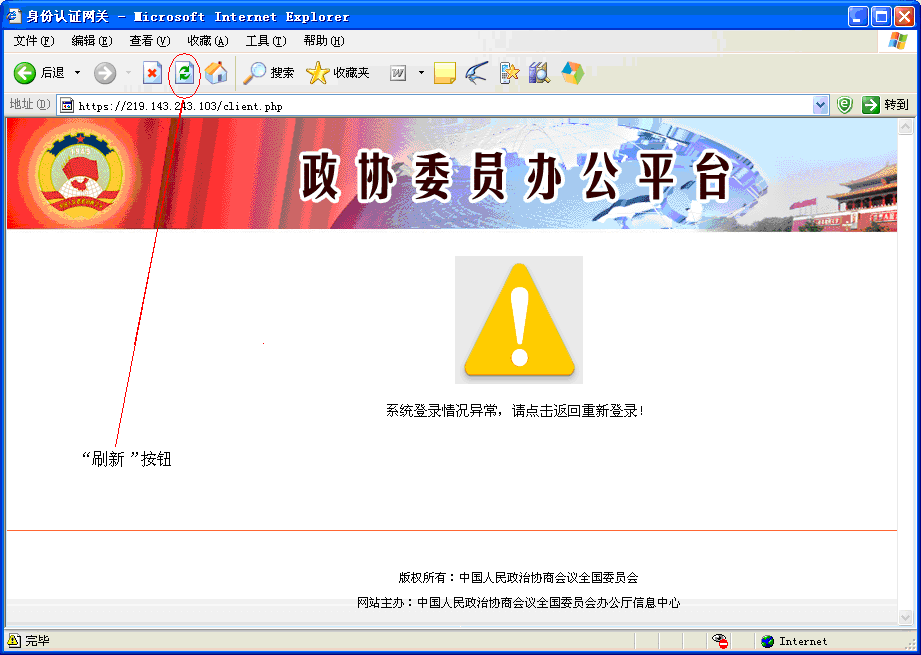 身份认证网关 - Microsoft Internet Explorer
文件(F) 编辑(E) 查看(V) 收藏(A) 工具(T) 帮助(H)
后退 搜索 收藏夹 W
地址(D) https://219.143.243.103/client.php 转到
政协委员办公平台
系统登录情况异常，请点击返回重新登录！
“刷新 ”按钮
版权所有：中国人民政治协商会议全国委员会
网站主办：中国人民政治协商会议全国委员会办公厅信息中心
完毕 Internet